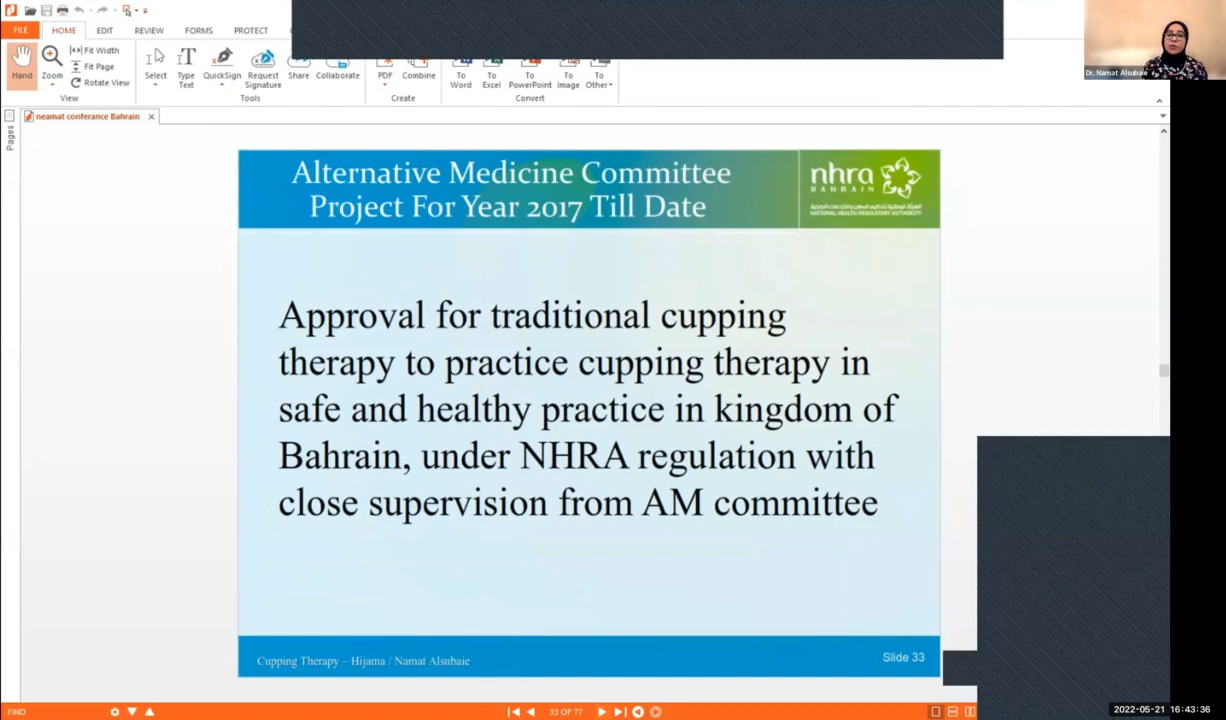 FILE HOME EDIT REVIEW FORMS PROTECT
Hand
Zoom
Fit Width
Fit Page
Rotate View
View
Select
Type Text
QuickSign
Request Signature
Share
Collaborate
Tools
PDF
Combine
Create
To Word
To Excel
To PowerPoint
To Image
To Other
Convert
Dr. Namat Alsubaie
neamat conferance Bahrain
Pages
Alternative Medicine Committee
Project For Year 2017 Till Date
nhra
BAHRAIN
NATIONAL HEALTH REGULATORY AUTHORITY
Approval for traditional cupping
therapy to practice cupping therapy in
safe and healthy practice in kingdom of
Bahrain, under NHRA regulation with
close supervision from AM committee
Cupping Therapy – Hijama / Namat Alsubaie
Slide 33
FIND
33 OF 77
2022-05-21 16:43:36